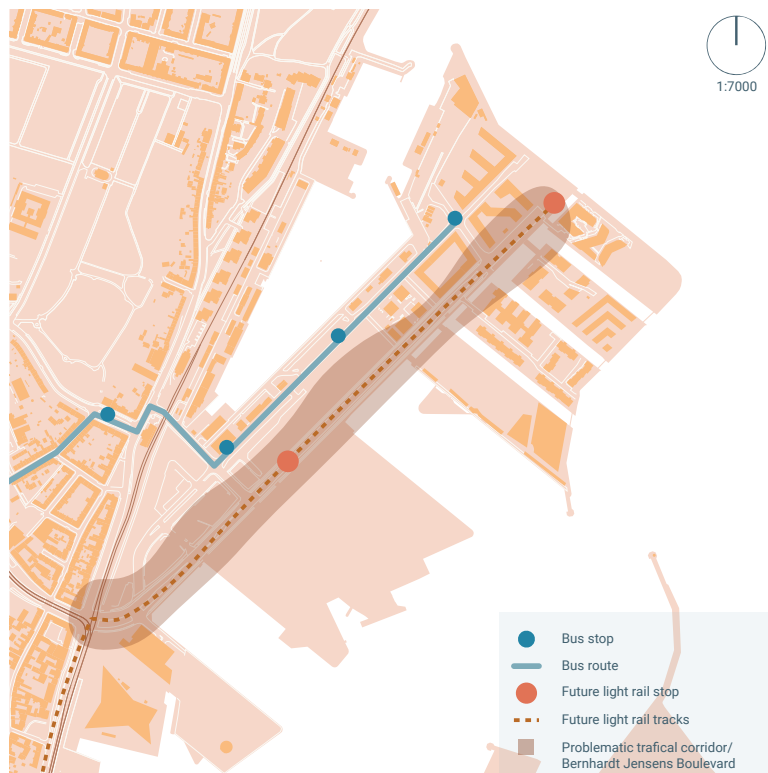 1:7000
Bus stop
Bus route
Future light rail stop
Future light rail tracks
Problematic trafical corridor/
Bernhardt Jensens Boulevard